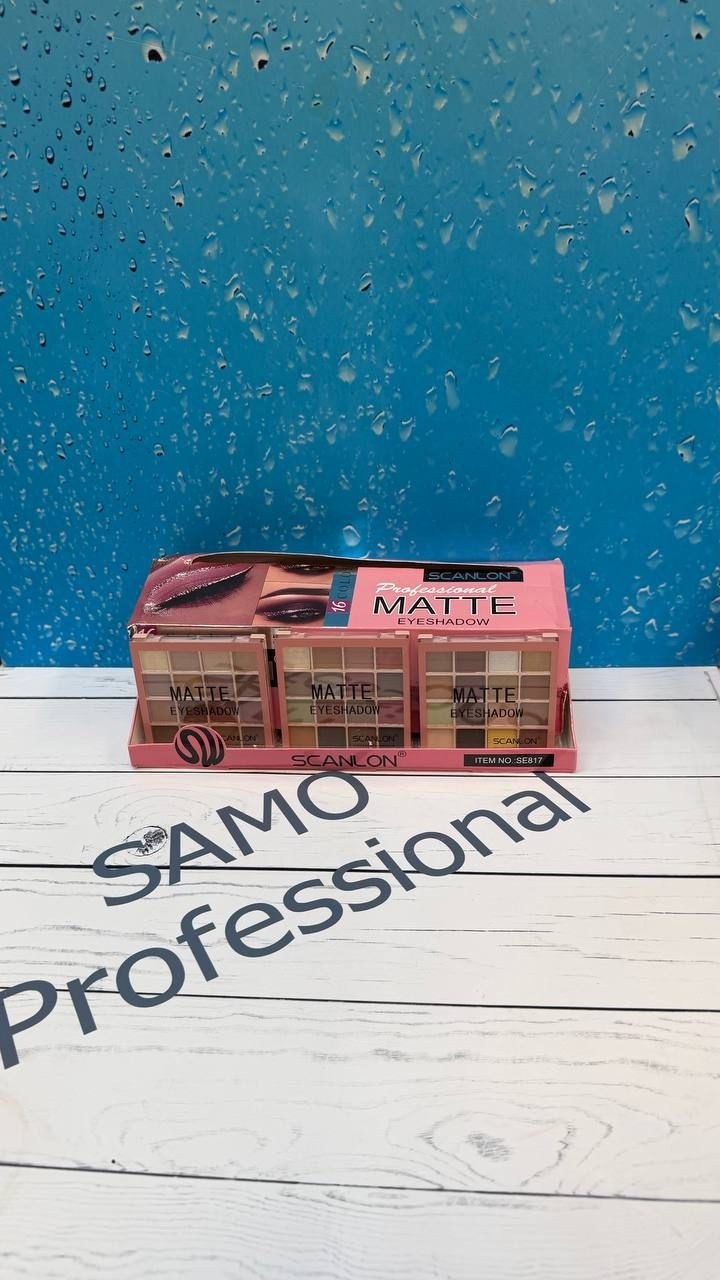 SCANLON®
Professional
MATTE
EYESHADOW
16 COLOR
MATTE
EYESHADOW
SCANLON
MATTE
EYESHADOW
SCANLON
MATTE
EYESHADOW
SCANLON
SCANLON®
ITEM NO.:SE817
SAMO
Professional